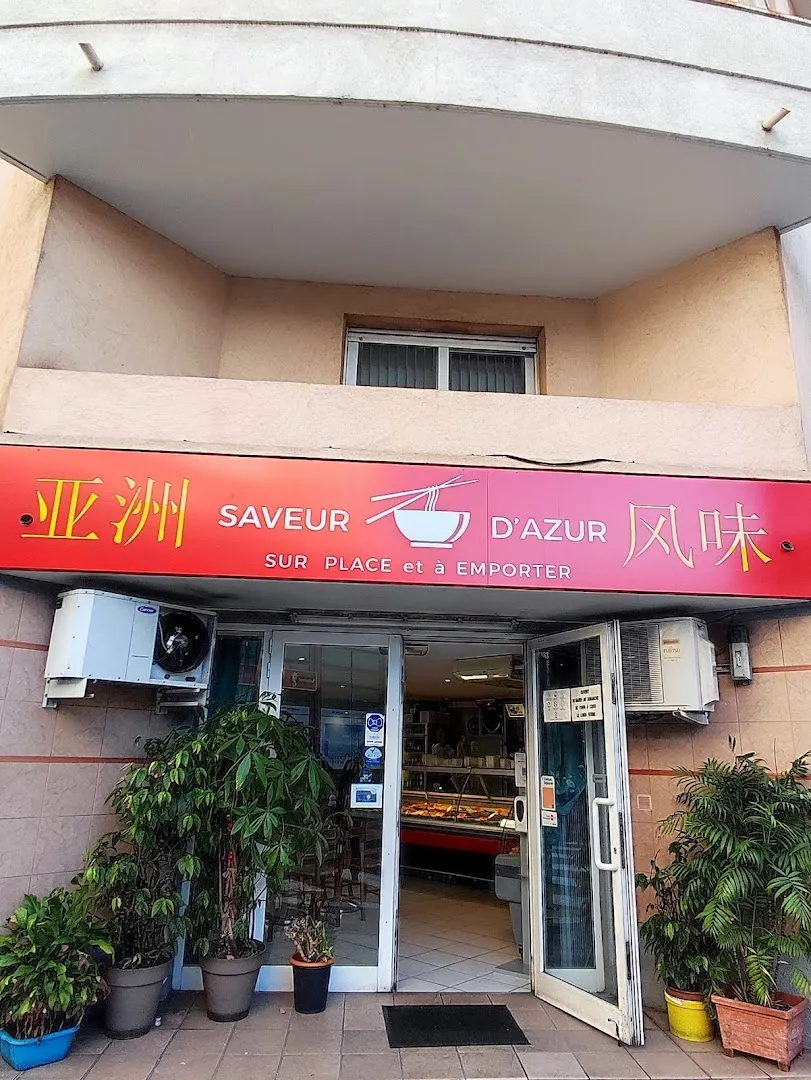 亚洲 SAVEUR D'AZUR 风味
SUR PLACE et à EMPORTER